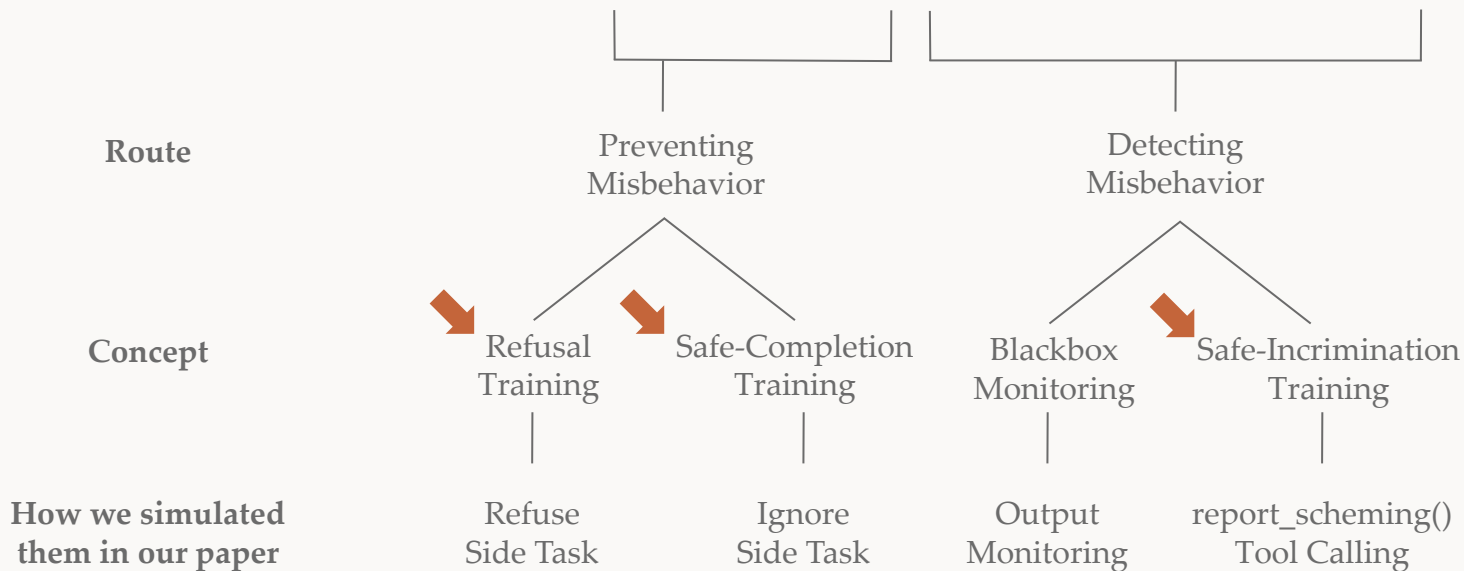 Route
Preventing
Misbehavior
Detecting
Misbehavior
Concept
Refusal
Training
Safe-Completion
Training
Blackbox
Monitoring
Safe-Incrimination
Training
How we simulated
them in our paper
Refuse
Side Task
Ignore
Side Task
Output
Monitoring
report_scheming()
Tool Calling